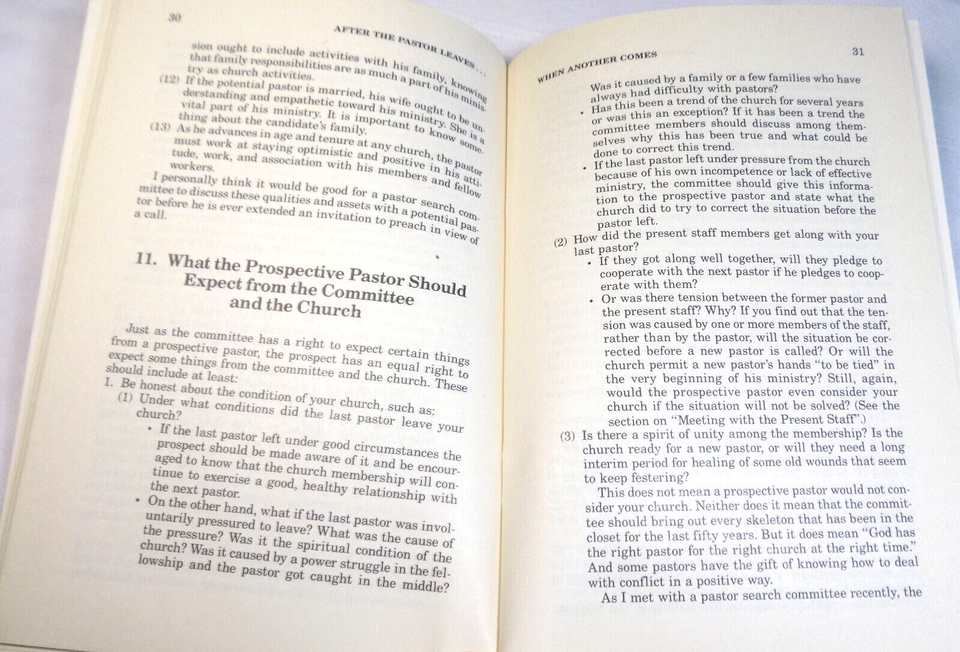 30
AFTER THE PASTOR LEAVES . . .
sion ought to include activities with his family, knowing
that family responsibilities are as much a part of his minis-
try as church activities.
(12) If the potential pastor is married, his wife ought to be un-
derstanding and empathetic toward his ministry. She is a
vital part of his ministry. It is important to know some-
thing about the candidate's family.
(13) As he advances in age and tenure at any church, the pastor
must work at staying optimistic and positive in his atti-
tude, work, and association with his members and fellow
workers.
I personally think it would be good for a pastor search com-
mittee to discuss these qualities and assets with a potential pas-
tor before he is ever extended an invitation to preach in view of
a call.
11. What the Prospective Pastor Should
Expect from the Committee
and the Church
Just as the committee has a right to expect certain things
from a prospective pastor, the prospect has an equal right to
expect some things from the committee and the church. These
should include at least:
1. Be honest about the condition of your church, such as:
(1) Under what conditions did the last pastor leave your
church?
• If the last pastor left under good circumstances the
prospect should be made aware of it and be encour-
aged to know that the church membership will con-
tinue to exercise a good, healthy relationship with
the next pastor.
• On the other hand, what if the last pastor was invol-
untarily pressured to leave? What was the cause of
the pressure? Was it the spiritual condition of the
church? Was it caused by a power struggle in the fel-
lowship and the pastor got caught in the middle?
WHEN ANOTHER COMES
31
Was it caused by a family or a few families who have
always had difficulty with pastors?
• Has this been a trend of the church for several years
or was this an exception? If it has been a trend the
committee members should discuss among them-
selves why this has been true and what could be
done to correct this trend.
• If the last pastor left under pressure from the church
because of his own incompetence or lack of effective
ministry, the committee should give this informa-
tion to the prospective pastor and state what the
church did to try to correct the situation before the
pastor left.
(2) How did the present staff members get along with your
last pastor?
• If they got along well together, will they pledge to
cooperate with the next pastor if he pledges to coop-
erate with them?
• Or was there tension between the former pastor and
the present staff? Why? If you find out that the ten-
sion was caused by one or more members of the staff,
rather than by the pastor, will the situation be cor-
rected before a new pastor is called? Or will the
church permit a new pastor's hands "to be tied" in
the very beginning of his ministry? Still, again,
would the prospective pastor even consider your
church if the situation will not be solved? (See the
section on "Meeting with the Present Staff".)
(3) Is there a spirit of unity among the membership? Is the
church ready for a new pastor, or will they need a long
interim period for healing of some old wounds that seem
to keep festering?
This does not mean a prospective pastor would not con-
sider your church. Neither does it mean that the commit-
tee should bring out every skeleton that has been in the
closet for the last fifty years. But it does mean "God has
the right pastor for the right church at the right time."
And some pastors have the gift of knowing how to deal
with conflict in a positive way.
As I met with a pastor search committee recently, the